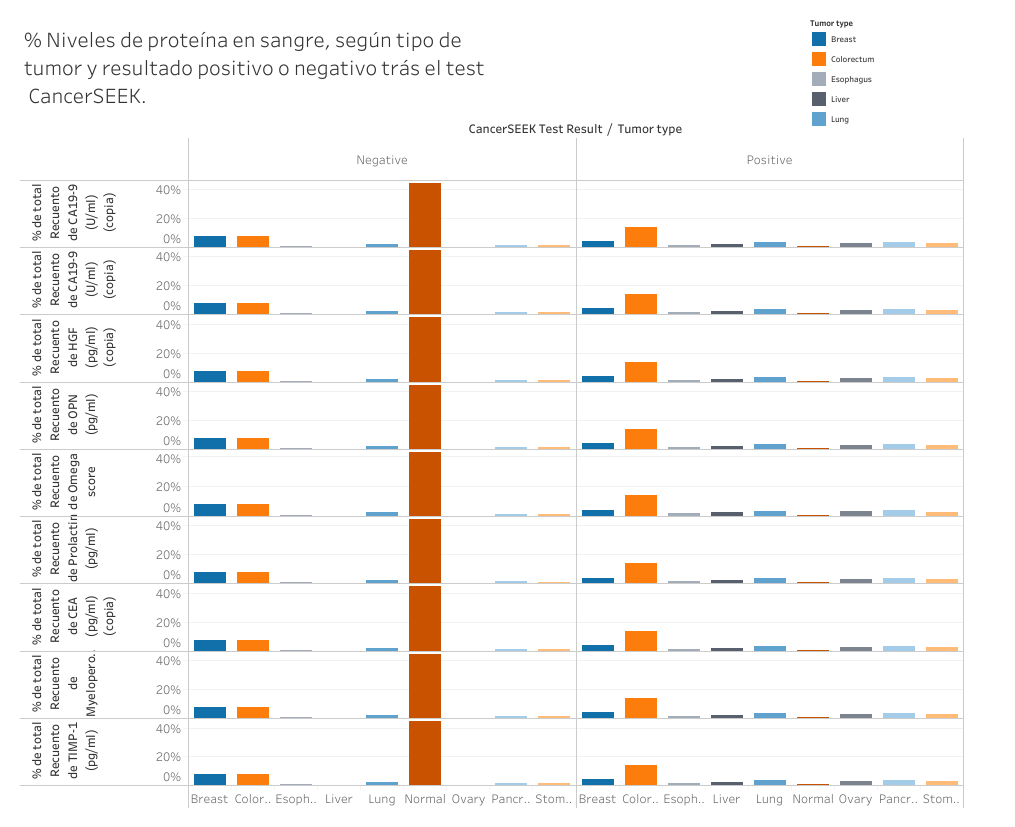 % Niveles de proteína en sangre, según tipo de
tumor y resultado positivo o negativo trás el test
CancerSEEK.
Tumor type
Breast
Colorectum
Esophagus
Liver
Lung
CancerSEEK Test Result / Tumor type
Negative
Positive
% de total
Recuento
de CA19-9
(U/ml)
(copia)
40%
20%
0%
% de total
Recuento
de CA19-9
(U/ml)
(copia)
40%
20%
0%
% de total
Recuento
de HGF
(pg/ml)
(copia)
40%
20%
0%
% de total
Recuento
de OPN
(pg/ml)
40%
20%
0%
% de total
Recuento
de Omega
score
40%
20%
0%
% de total
Recuento
de Prolactin
(pg/ml)
40%
20%
0%
% de total
Recuento
de CEA
(pg/ml)
(copia)
40%
20%
0%
% de total
Recuento
de
Myelopero..
40%
20%
0%
% de total
Recuento
de TIMP-1
(pg/ml)
40%
20%
0%
Breast Color.. Esoph.. Liver Lung Normal Ovary Pancr.. Stom.. Breast Color.. Esoph.. Liver Lung Normal Ovary Pancr.. Stom..